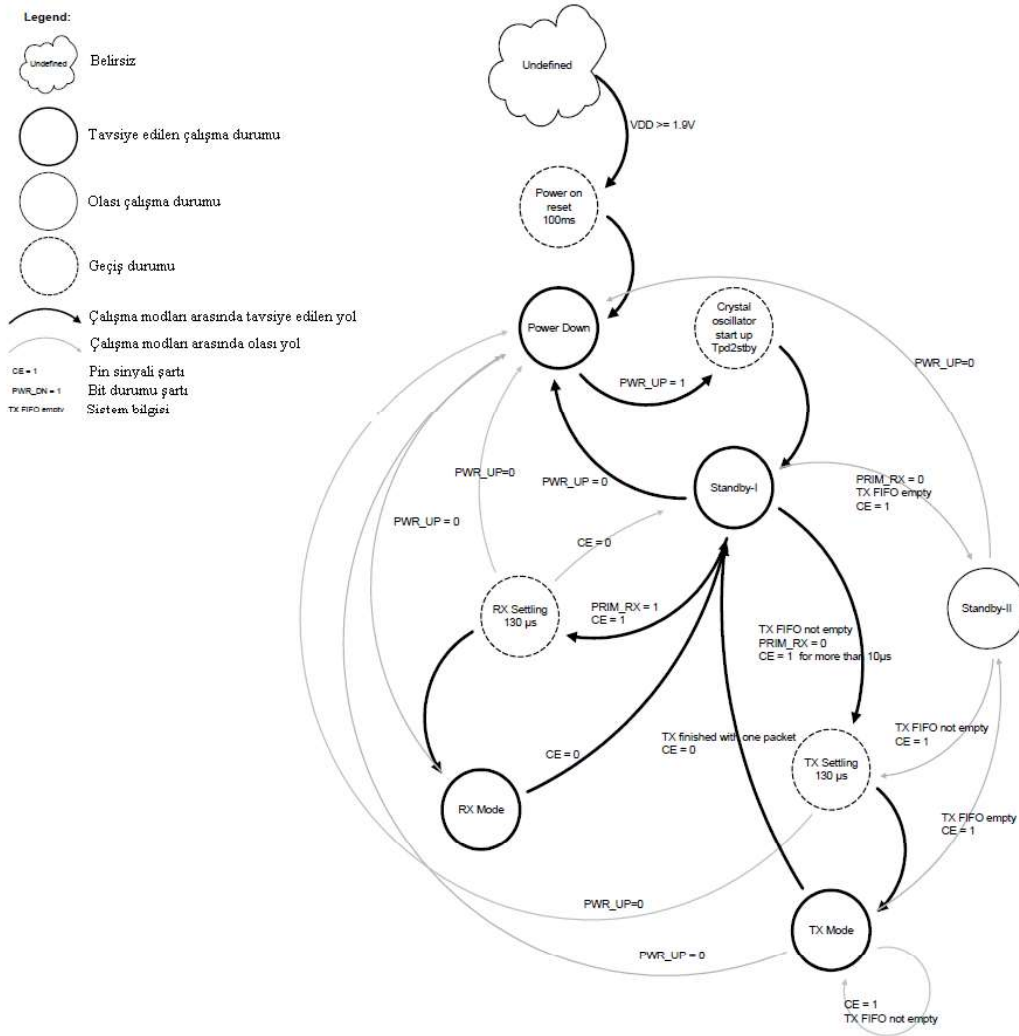 Legend:
Undefined
Belirsiz
Tavsiye edilen çalışma durumu
Olası çalışma durumu
Geçiş durumu
Çalışma modları arasında tavsiye edilen yol
Çalışma modları arasında olası yol
CE = 1
Pin sinyali şartı
PWR_DN = 1
Bit durumu şartı
TX FIFO empty
Sistem bilgisi
Undefined
VDD >= 1.9V
Power on
reset
100ms
Power Down
Crystal
oscillator
start up
Tpd2stby
PWR_UP = 1
PWR_UP=0
PWR_UP=0
PWR_UP = 0
Standby-I
PRIM_RX = 0
TX FIFO empty
CE = 1
PWR_UP = 0
CE = 0
RX Settling
130 µs
PRIM_RX = 1
CE = 1
Standby-II
TX FIFO not empty
PRIM_RX = 0
CE = 1 for more than 10µs
TX FIFO not empty
CE = 1
TX finished with one packet
CE = 0
CE = 0
TX Settling
130 µs
RX Mode
TX FIFO empty
CE = 1
PWR_UP=0
TX Mode
PWR_UP = 0
CE = 1
TX FIFO not empty